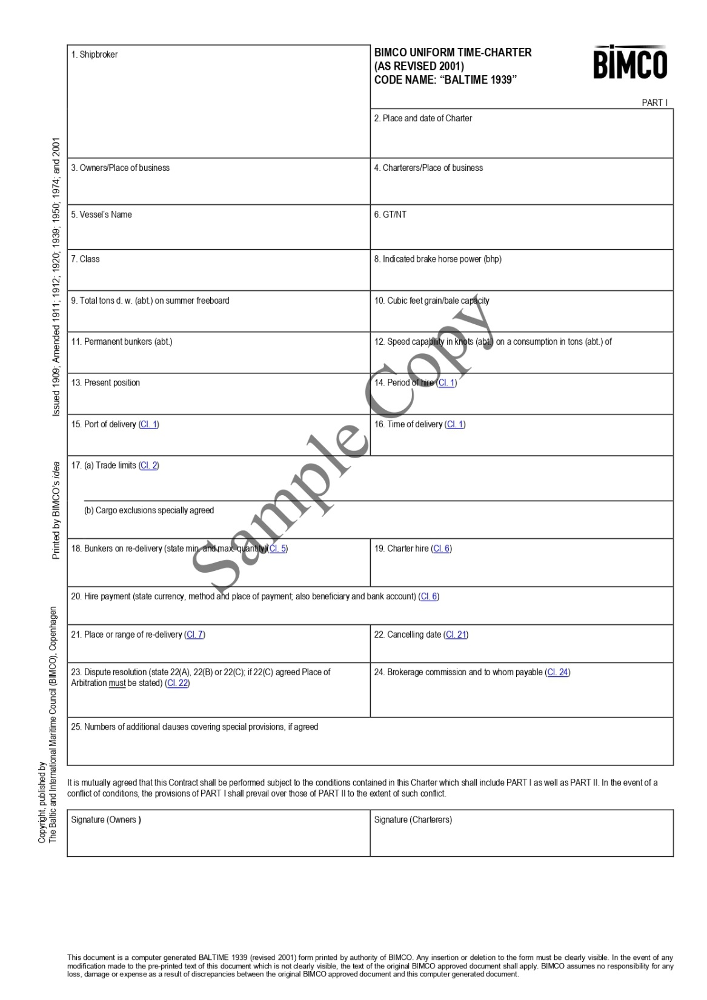 1. Shipbroker
BIMCO UNIFORM TIME-CHARTER
(AS REVISED 2001)
CODE NAME: “BALTIME 1939”
BIMCO
PART I
2. Place and date of Charter
3. Owners/Place of business
4. Charterers/Place of business
5. Vessel’s Name
6. GT/NT
7. Class
8. Indicated brake horse power (bhp)
9. Total tons d. w. (abt.) on summer freeboard
10. Cubic feet grain/bale capacity
11. Permanent bunkers (abt.)
12. Speed capability in knots (abt.) on a consumption in tons (abt.) of
13. Present position
14. Period of hire (Cl. 1)
15. Port of delivery (Cl. 1)
16. Time of delivery (Cl. 1)
17. (a) Trade limits (Cl. 2)
(b) Cargo exclusions specially agreed
18. Bunkers on re-delivery (state min. and max. quantity)(Cl. 5)
19. Charter hire (Cl. 6)
20. Hire payment (state currency, method and place of payment; also beneficiary and bank account) (Cl. 6)
21. Place or range of re-delivery (Cl. 7)
22. Cancelling date (Cl. 21)
23. Dispute resolution (state 22(A), 22(B) or 22(C); if 22(C) agreed Place of
Arbitration must be stated) (Cl. 22)
24. Brokerage commission and to whom payable (Cl. 24)
25. Numbers of additional clauses covering special provisions, if agreed
It is mutually agreed that this Contract shall be performed subject to the conditions contained in this Charter which shall include PART I as well as PART II. In the event of a
conflict of conditions, the provisions of PART I shall prevail over those of PART II to the extent of such conflict.
Signature (Owners )
Signature (Charterers)
This document is a computer generated BALTIME 1939 (revised 2001) form printed by authority of BIMCO. Any insertion or deletion to the form must be clearly visible. In the event of any
modification made to the pre-printed text of this document which is not clearly visible, the text of the original BIMCO approved document shall apply. BIMCO assumes no responsibility for any
loss, damage or expense as a result of discrepancies between the original BIMCO approved document and this computer generated document.
Issued 1909; Amended 1911; 1912; 1920; 1939; 1950; 1974; and 2001
Printed by BIMCO’s idea
Copyright, published by
The Baltic and International Maritime Council (BIMCO), Copenhagen
Sample Copy